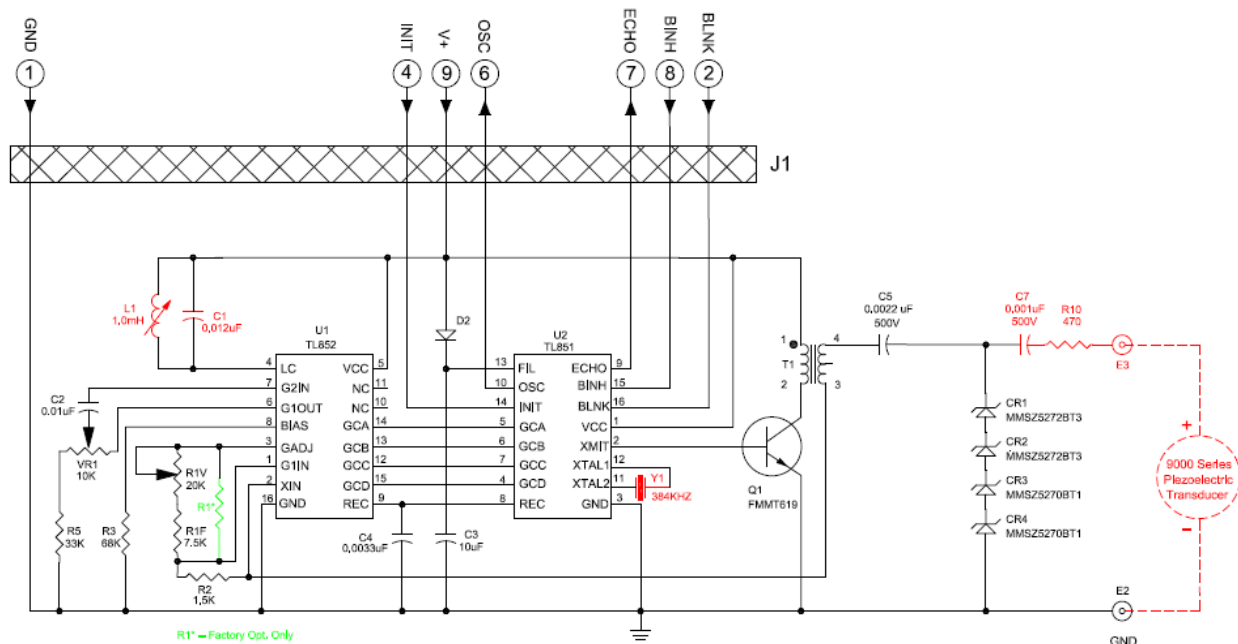 GND
INIT
V+
OSC
ECHO
BINH
BLNK
1
4
9
6
7
8
2
J1
L1
1,0mH
C1
0,012uF
D2
C5
0,0022 uF
500V
C7
0,001uF
500V
R10
470
U1
TL852
U2
TL851
1
T1
2
4
3
E3
4 LC
VCC 5
7 G2IN
NC 11
6 G1OUT
NC 10
8 BIAS
GCA 14
3 GADJ
GCB 13
1 G1IN
GCC 12
2 XIN
GCD 15
16 GND
REC 9
13 FIL
ECHO 9
10 OSC
BINH 15
14 INIT
BLNK 16
5 GCA
VCC 1
6 GCB
XMIT 2
7 GCC
XTAL1 12
4 GCD
XTAL2 11
8 REC
GND 3
C2
0.01uF
VR1
10K
R1V
20K
R1*
R1F
7.5K
R5
33K
R3
68K
R2
1,5K
C4
0,0033uF
C3
10uF
Y1
384KHZ
Q1
FMMT619
CR1
MMSZ5272BT3
CR2
MMSZ5272BT3
CR3
MMSZ5270BT1
CR4
MMSZ5270BT1
+
9000 Series
Piezoelectric
Transducer
−
E2
GND
R1* – Factory Opt. Only